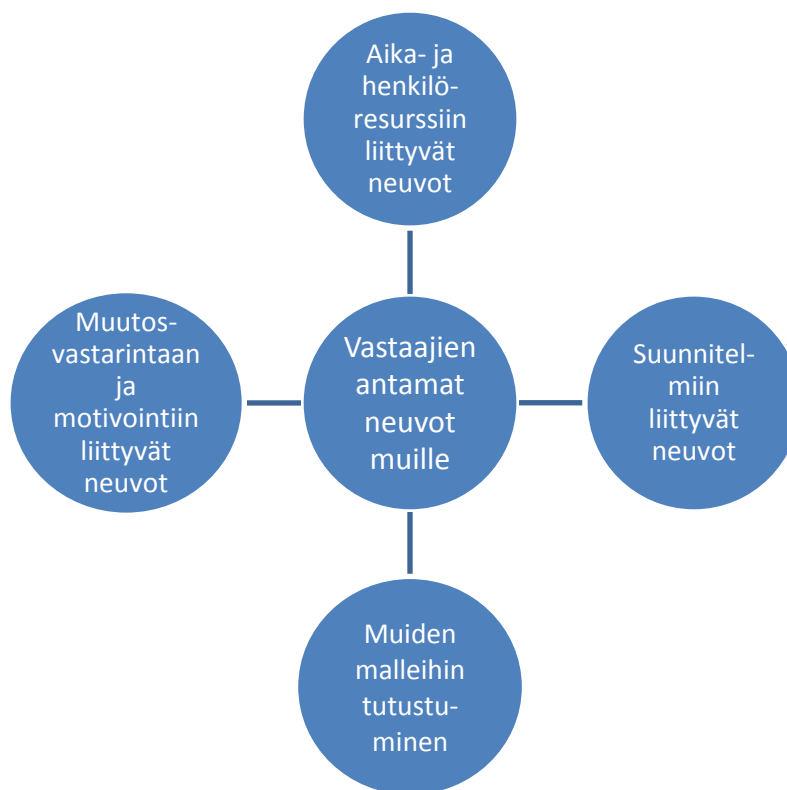 Aika- ja
henkilö-
resurssiin
liittyvät
neuvot
Muutos-
vastarintaan
ja
motivointiin
liittyvät
neuvot
Vastaajien
antamat
neuvot
muille
Suunnitel-
miin
liittyvät
neuvot
Muiden
malleihin
tutustu-
minen